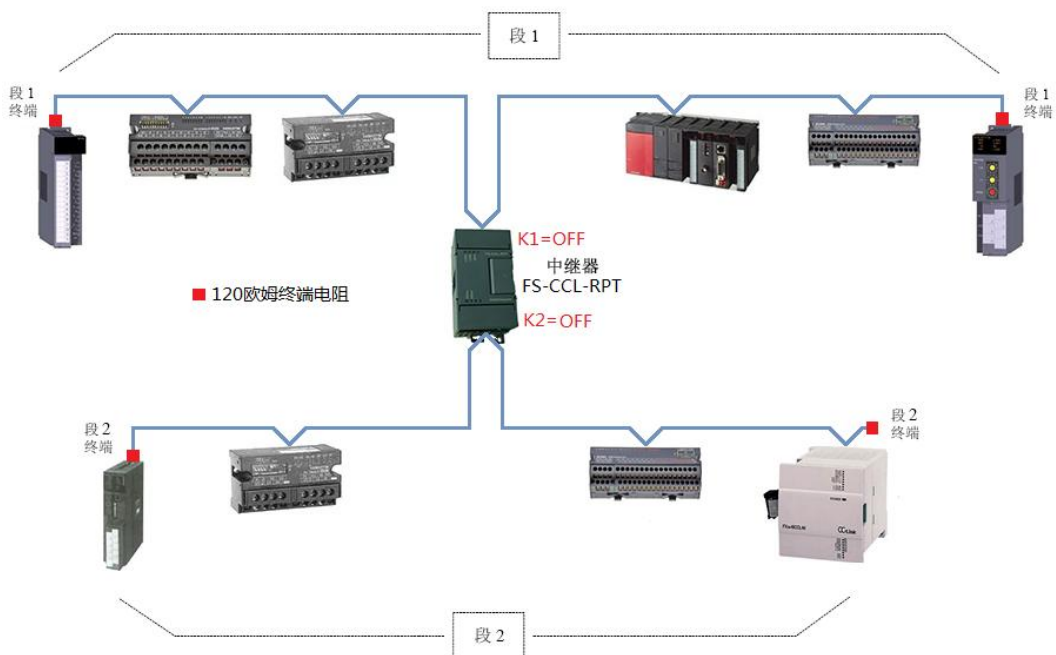 段 1
段 1
终端
段 1
终端
K1=OFF
中继器
FS-CCL-RPT
120欧姆终端电阻
K2=OFF
段 2
终端
段 2
终端
CC-Link
段 2